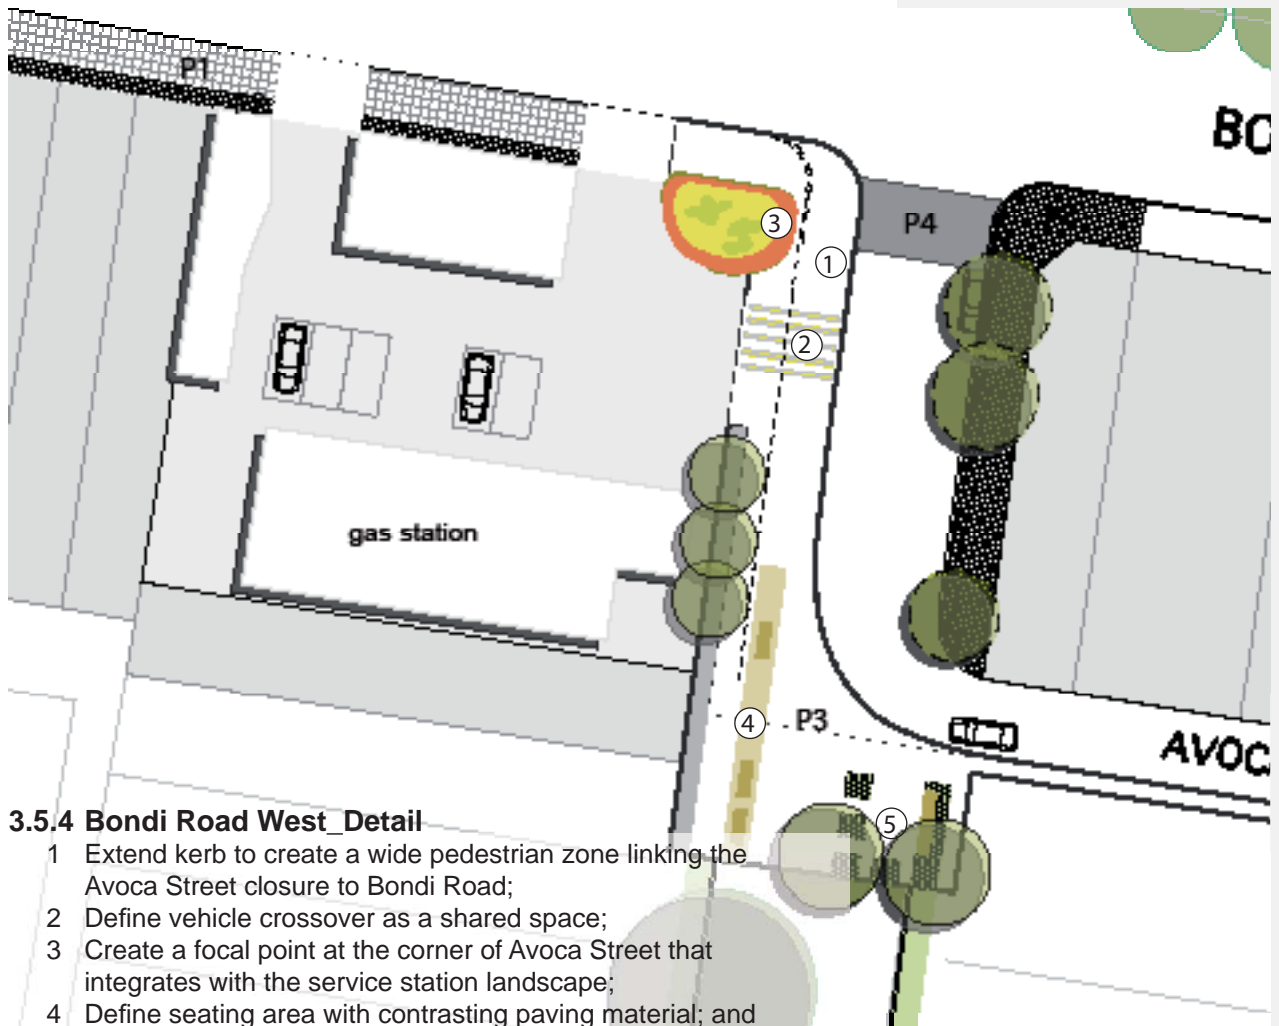 P1
BO
P4
3
1
2
gas station
4
P3
AVOC
5
3.5.4 Bondi Road West_Detail
1 Extend kerb to create a wide pedestrian zone linking the
Avoca Street closure to Bondi Road;
2 Define vehicle crossover as a shared space;
3 Create a focal point at the corner of Avoca Street that
integrates with the service station landscape;
4 Define seating area with contrasting paving material; and